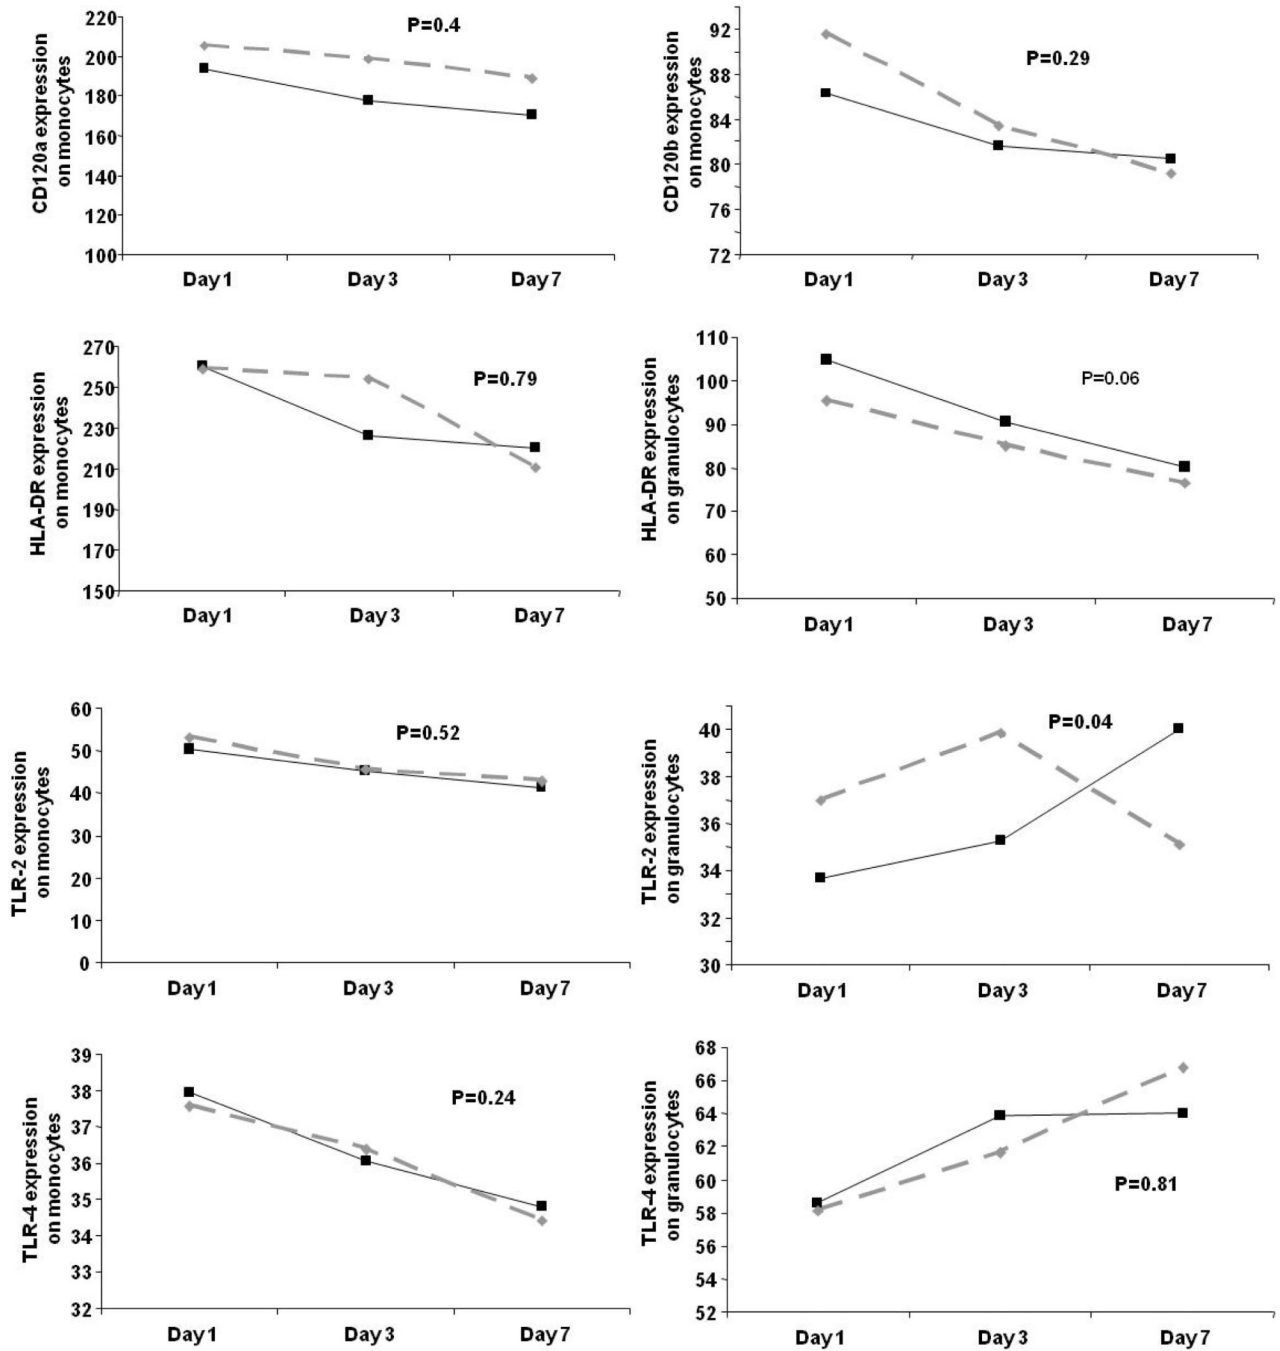 CD120a expression
on monocytes
220
200
180
160
140
120
100
P=0.4
Day1
Day3
Day7
CD120b expression
on monocytes
92
88
84
80
76
72
P=0.29
Day1
Day3
Day7
HLA-DR expression
on monocytes
270
250
230
210
190
170
150
P=0.79
Day1
Day3
Day7
HLA-DR expression
on granulocytes
110
100
90
80
70
60
50
P=0.06
Day1
Day3
Day7
TLR-2 expression
on monocytes
60
50
40
30
20
10
0
P=0.52
Day1
Day3
Day7
TLR-2 expression
on granulocytes
40
38
36
34
32
30
P=0.04
Day1
Day3
Day7
TLR-4 expression
on monocytes
39
38
37
36
35
34
33
32
P=0.24
Day1
Day3
Day7
TLR-4 expression
on granulocytes
68
66
64
62
60
58
56
54
52
P=0.81
Day1
Day3
Day7